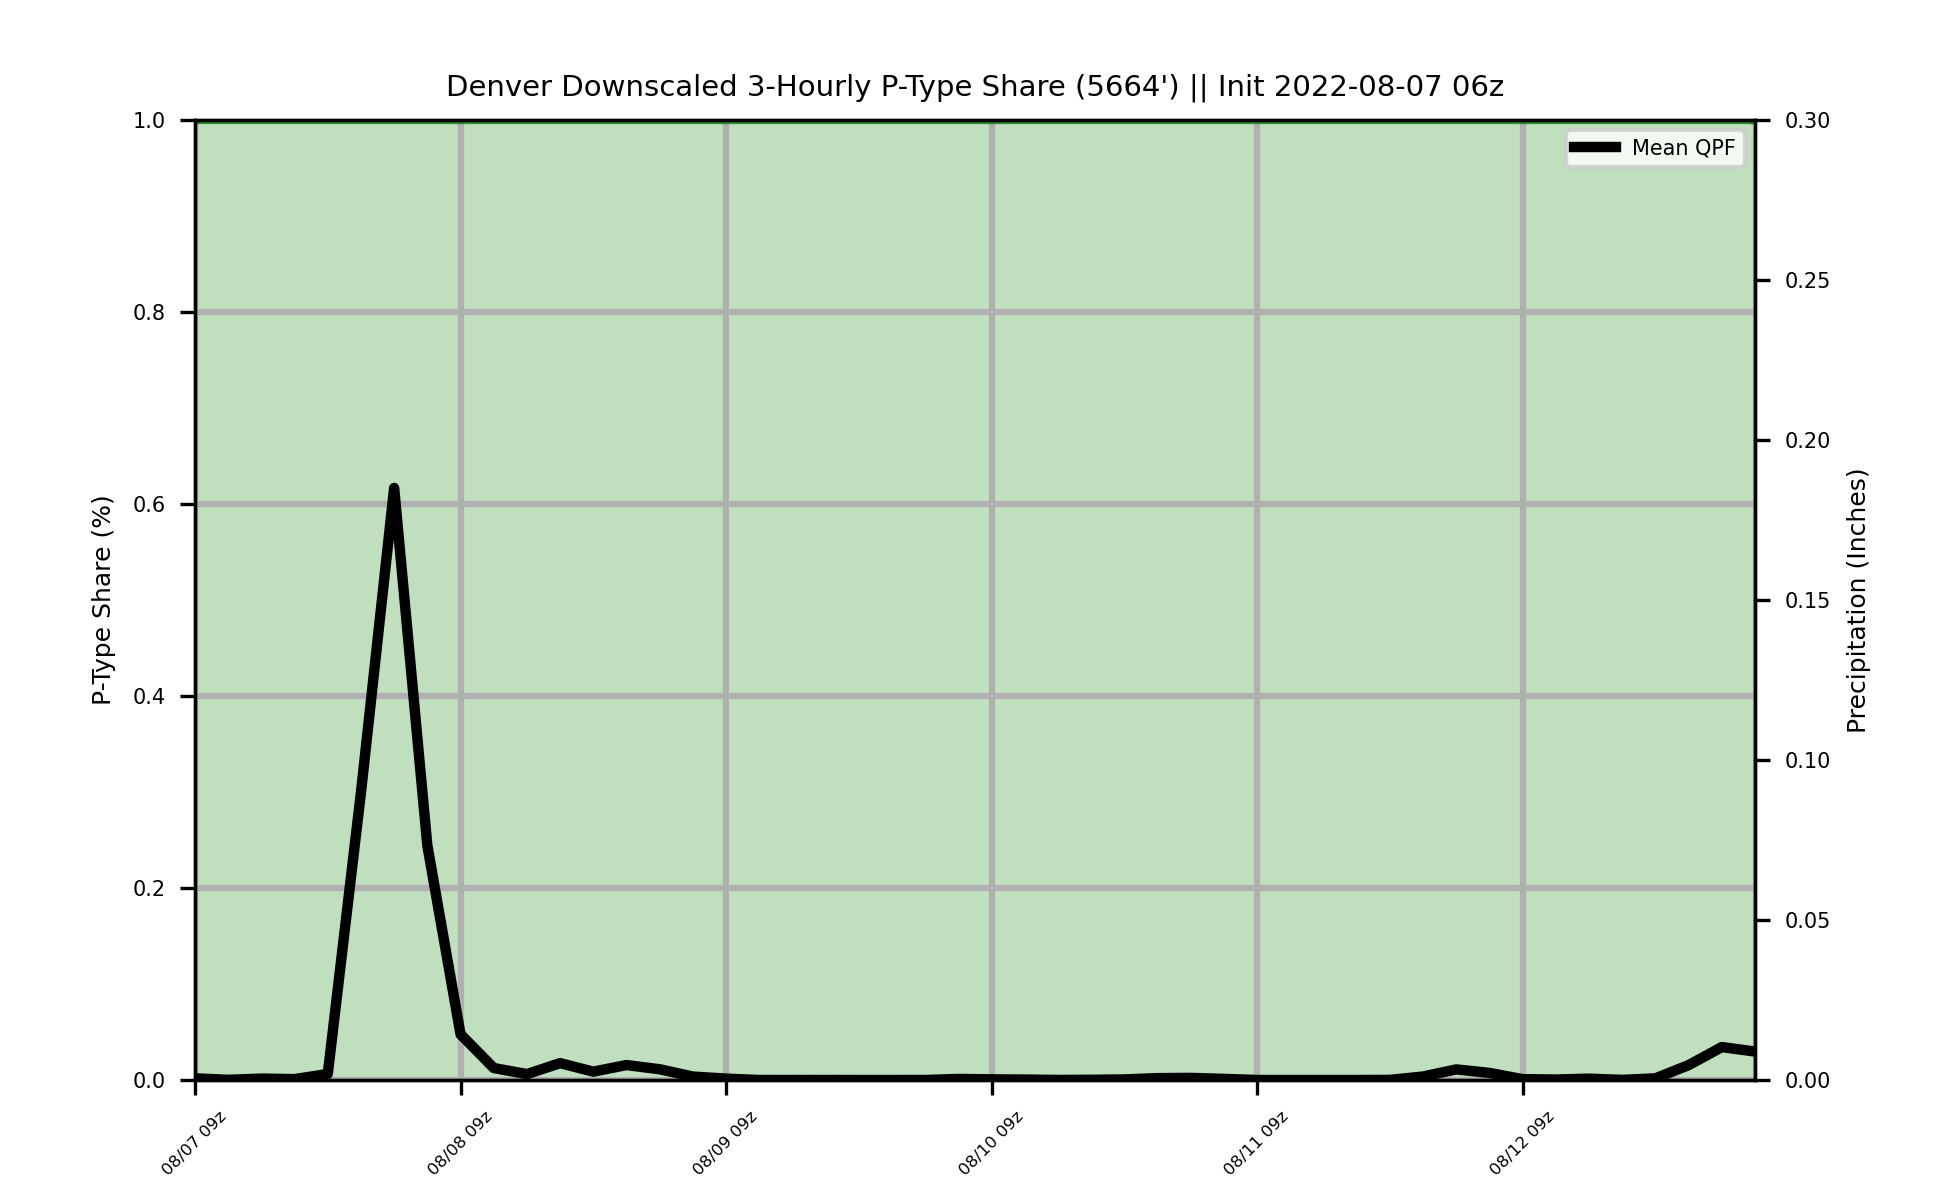 Denver Downscaled 3-Hourly P-Type Share (5664') || Init 2022-08-07 06z
Mean QPF
P-Type Share (%)
1.0
0.8
0.6
0.4
0.2
0.0
0.30
0.25
0.20
0.15
0.10
0.05
0.00
Precipitation (Inches)
08/07 09z
08/08 09z
08/09 09z
08/10 09z
08/11 09z
08/12 09z